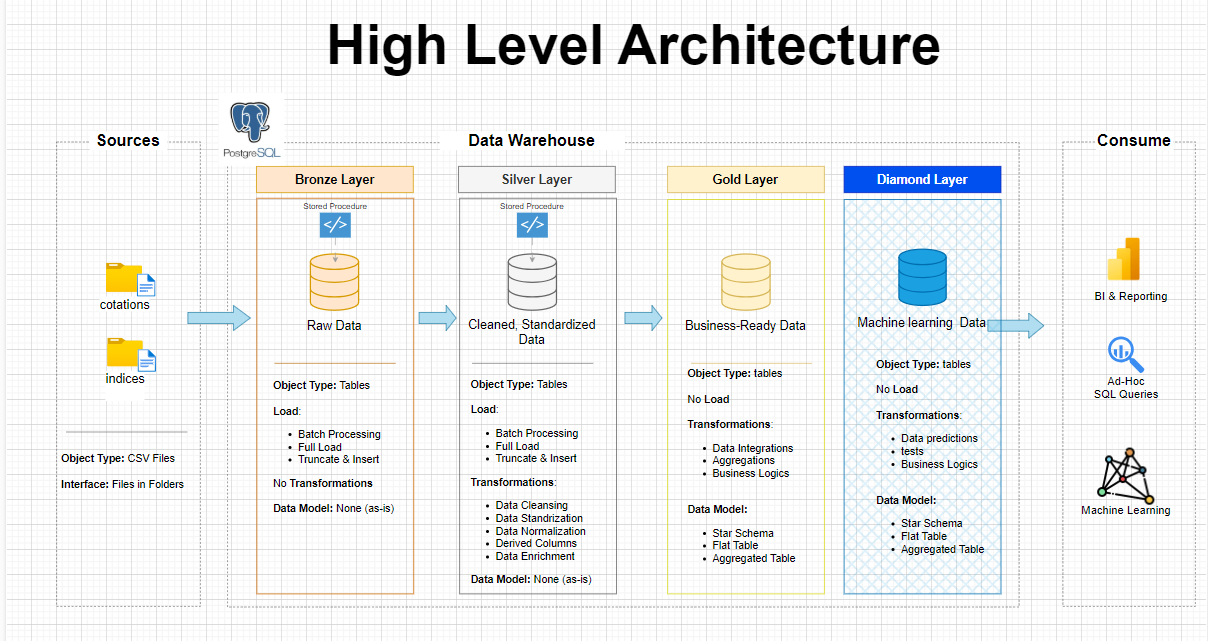 High Level Architecture
Sources
cotations
indices
Object Type: CSV Files
Interface: Files in Folders
PostgreSQL
Data Warehouse
Bronze Layer
Stored Procedure
</>
Raw Data
Object Type: Tables
Load:
• Batch Processing
• Full Load
• Truncate & Insert
No Transformations
Data Model: None (as-is)
Silver Layer
Stored Procedure
</>
Cleaned, Standardized
Data
Object Type: Tables
Load:
• Batch Processing
• Full Load
• Truncate & Insert
Transformations:
• Data Cleansing
• Data Standrization
• Data Normalization
• Derived Columns
• Data Enrichment
Data Model: None (as-is)
Gold Layer
Business-Ready Data
Object Type: tables
No Load
Transformations:
• Data Integrations
• Aggregations
• Business Logics
Data Model:
• Star Schema
• Flat Table
• Aggregated Table
Diamond Layer
Machine learning Data
Object Type: tables
No Load
Transformations:
• Data predictions
• tests
• Business Logics
Data Model:
• Star Schema
• Flat Table
• Aggregated Table
Consume
BI & Reporting
Ad-Hoc
SQL Queries
Machine Learning